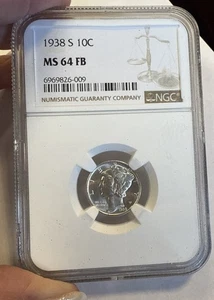 1938 S 10C
MS 64 FB
6969826-009
NUMISMATIC GUARANTY COMPANY
NGC